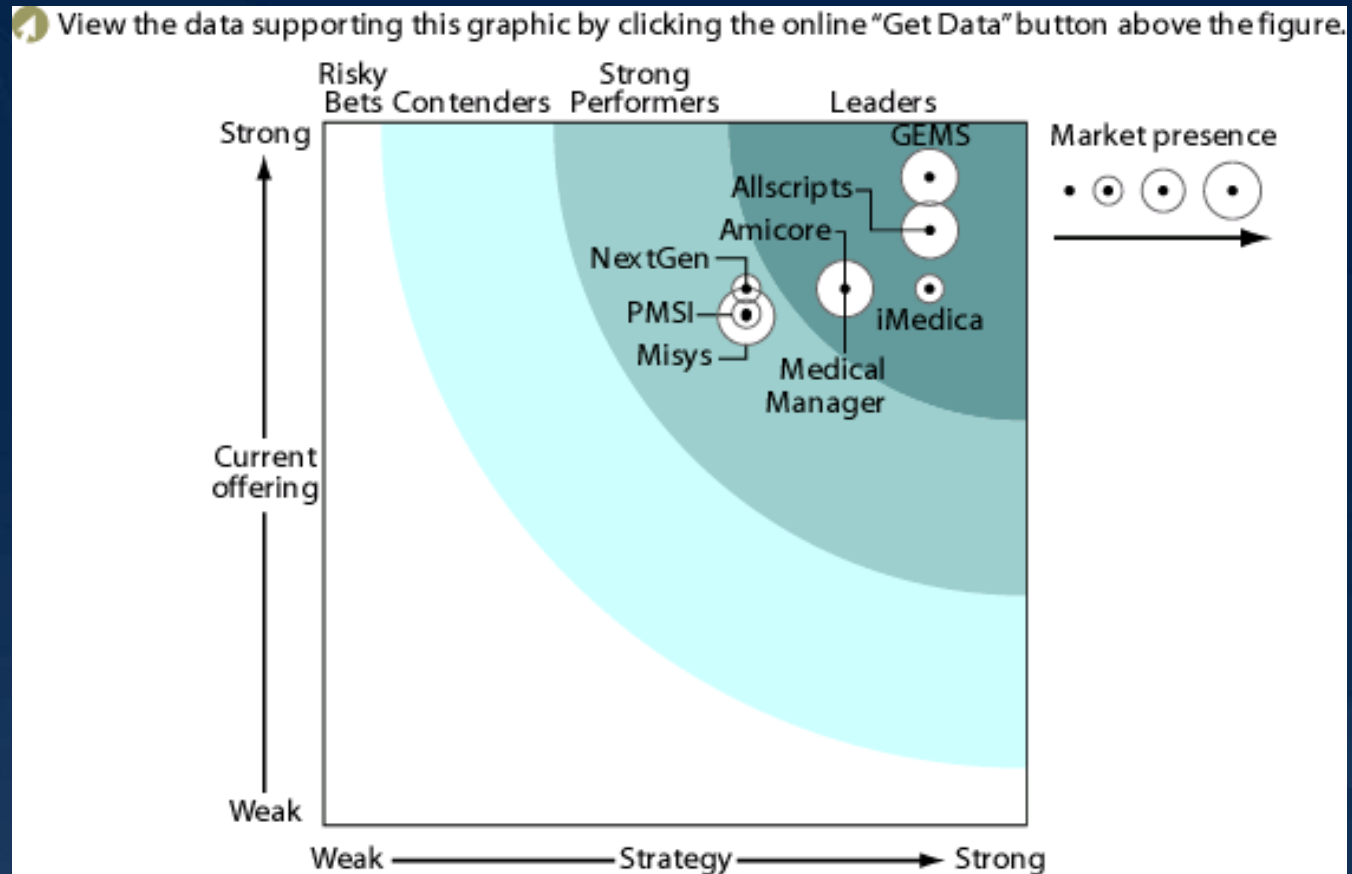 View the data supporting this graphic by clicking the online “Get Data” button above the figure.
Risky
Bets
Contenders
Strong
Performers
Leaders
Strong
GEMS
Market presence
Allscripts
Amicore
NextGen
PMSI
iMedica
Misys
Medical
Manager
Current
offering
Weak
Weak
Strategy
Strong